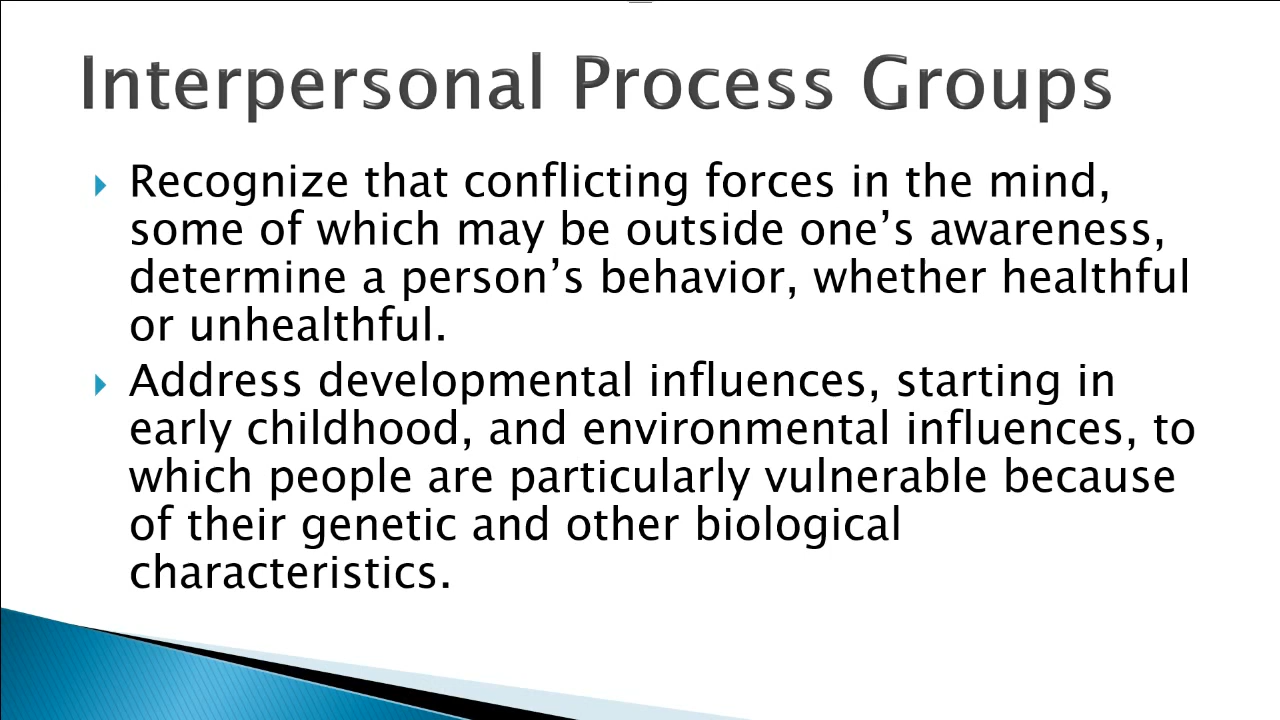 Interpersonal Process Groups
Recognize that conflicting forces in the mind,
some of which may be outside one’s awareness,
determine a person’s behavior, whether healthful
or unhealthful.
Address developmental influences, starting in
early childhood, and environmental influences, to
which people are particularly vulnerable because
of their genetic and other biological
characteristics.